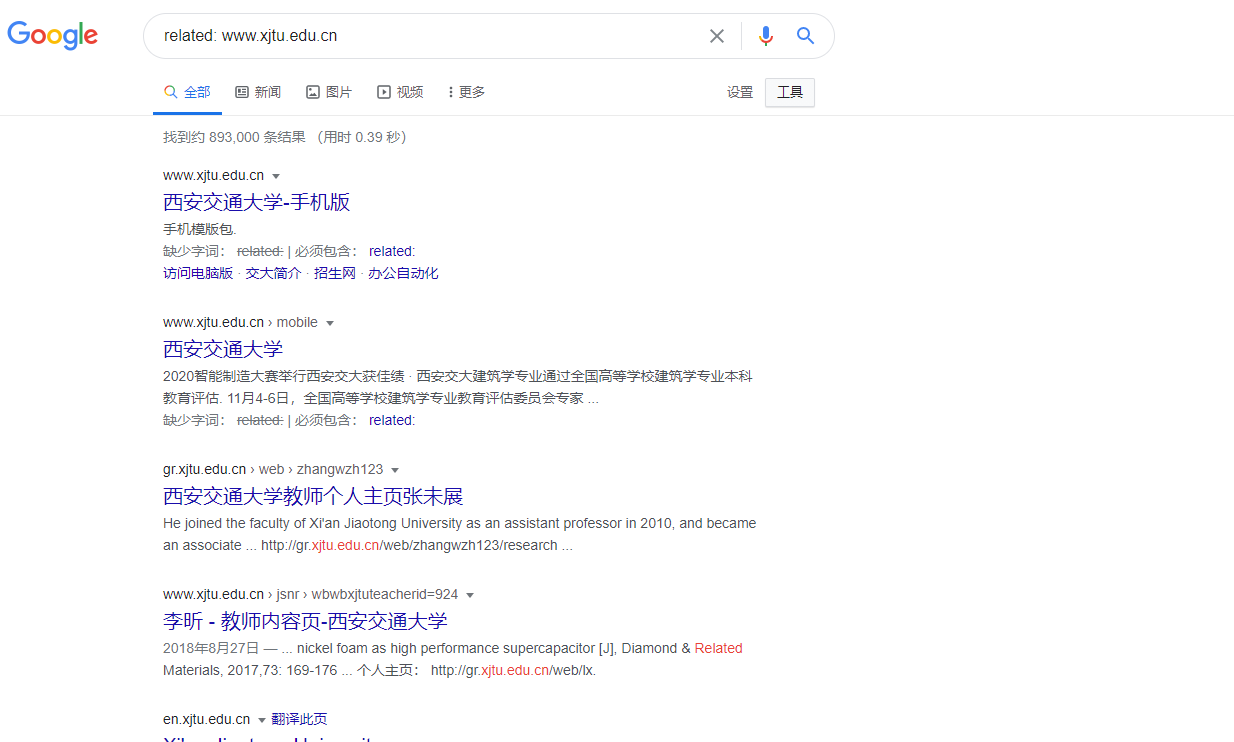 Google
related: www.xjtu.edu.cn
全部 新闻 图片 视频 更多 设置 工具
找到约 893,000 条结果 （用时 0.39 秒）
www.xjtu.edu.cn
西安交通大学-手机版
手机模版包.
缺少字词： related: | 必须包含： related:
访问电脑版 · 交大简介 · 招生网 · 办公自动化
www.xjtu.edu.cn › mobile
西安交通大学
2020智能制造大赛举行西安交大获佳绩 · 西安交大建筑学专业通过全国高等学校建筑学专业本科
教育评估. 11月4-6日，全国高等学校建筑学专业教育评估委员会专家 ...
缺少字词： related: | 必须包含： related:
gr.xjtu.edu.cn › web › zhangwzh123
西安交通大学教师个人主页张未展
He joined the faculty of Xi'an Jiaotong University as an assistant professor in 2010, and became
an associate ... http://gr.xjtu.edu.cn/web/zhangwzh123/research ...
www.xjtu.edu.cn › jsnr › wbwbxjtuteacherid=924
李昕 - 教师内容页-西安交通大学
2018年8月27日 — ... nickel foam as high performance supercapacitor [J], Diamond & Related
Materials, 2017,73: 169-176 ... 个人主页： http://gr.xjtu.edu.cn/web/lx.
en.xjtu.edu.cn 翻译此页